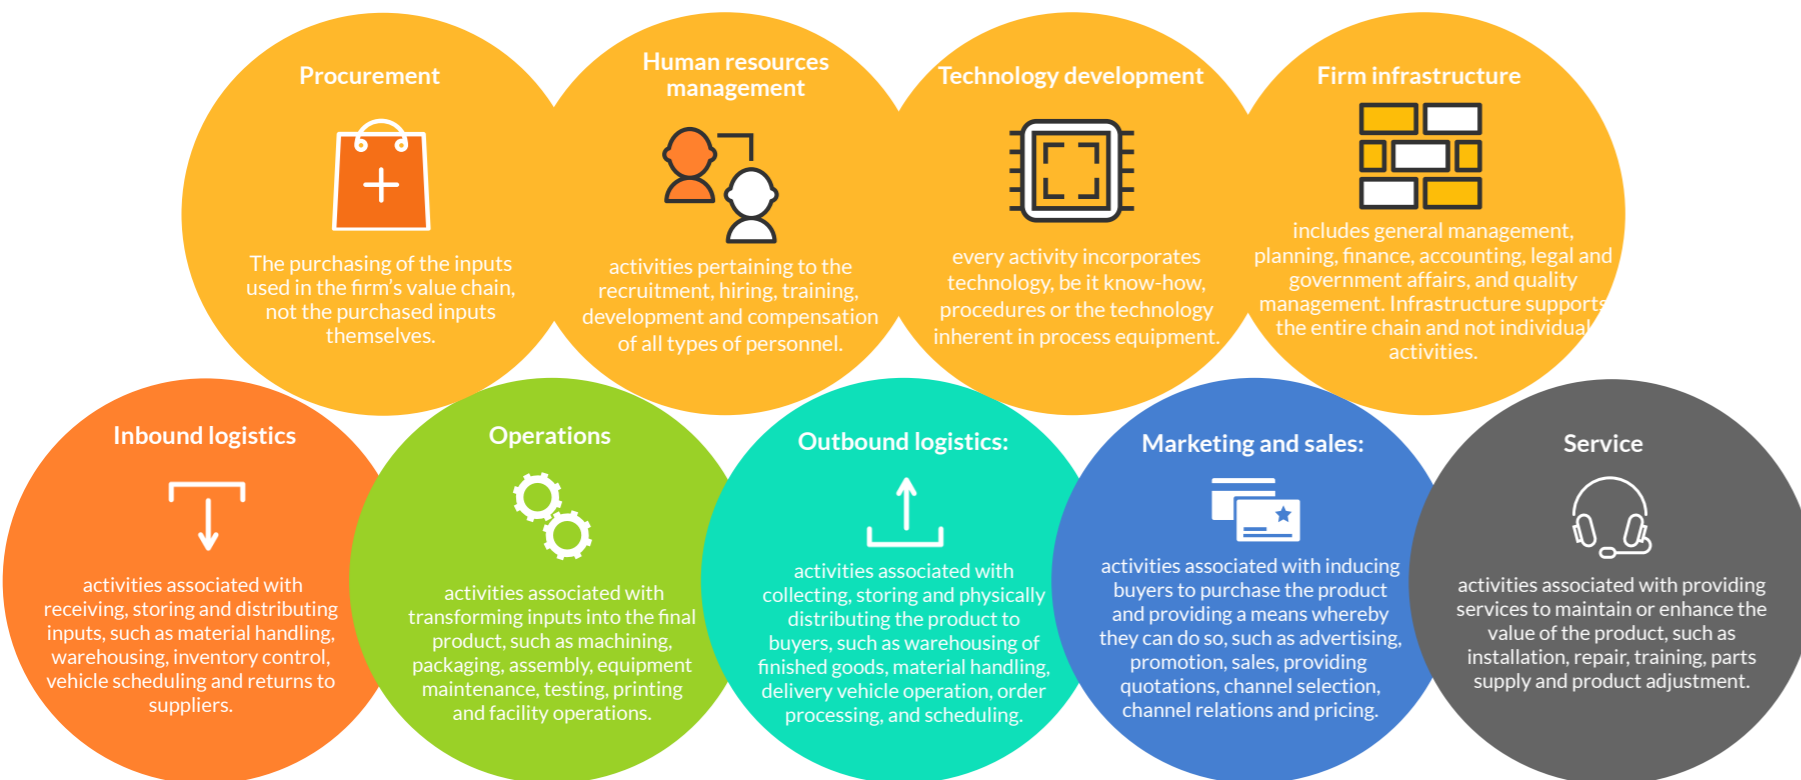 Procurement
The purchasing of the inputs
used in the firm's value chain,
not the purchased inputs
themselves.
Human resources
management
activities pertaining to the
recruitment, hiring, training,
development and compensation
of all types of personnel.
Technology development
every activity incorporates
technology, be it know-how,
procedures or the technology
inherent in process equipment.
Firm infrastructure
includes general management,
planning, finance, accounting, legal and
government affairs, and quality
management. Infrastructure supports
the entire chain and not individual
activities.
Inbound logistics
activities associated with
receiving, storing and distributing
inputs, such as material handling,
warehousing, inventory control,
vehicle scheduling and returns to
suppliers.
Operations
activities associated with
transforming inputs into the final
product, such as machining,
packaging, assembly, equipment
maintenance, testing, printing
and facility operations.
Outbound logistics:
activities associated with
collecting, storing and physically
distributing the product to
buyers, such as warehousing of
finished goods, material handling,
delivery vehicle operation, order
processing, and scheduling.
Marketing and sales:
activities associated with inducing
buyers to purchase the product
and providing a means whereby
they can do so, such as advertising,
promotion, sales, providing
quotations, channel selection,
channel relations and pricing.
Service
activities associated with providing
services to maintain or enhance the
value of the product, such as
installation, repair, training, parts
supply and product adjustment.